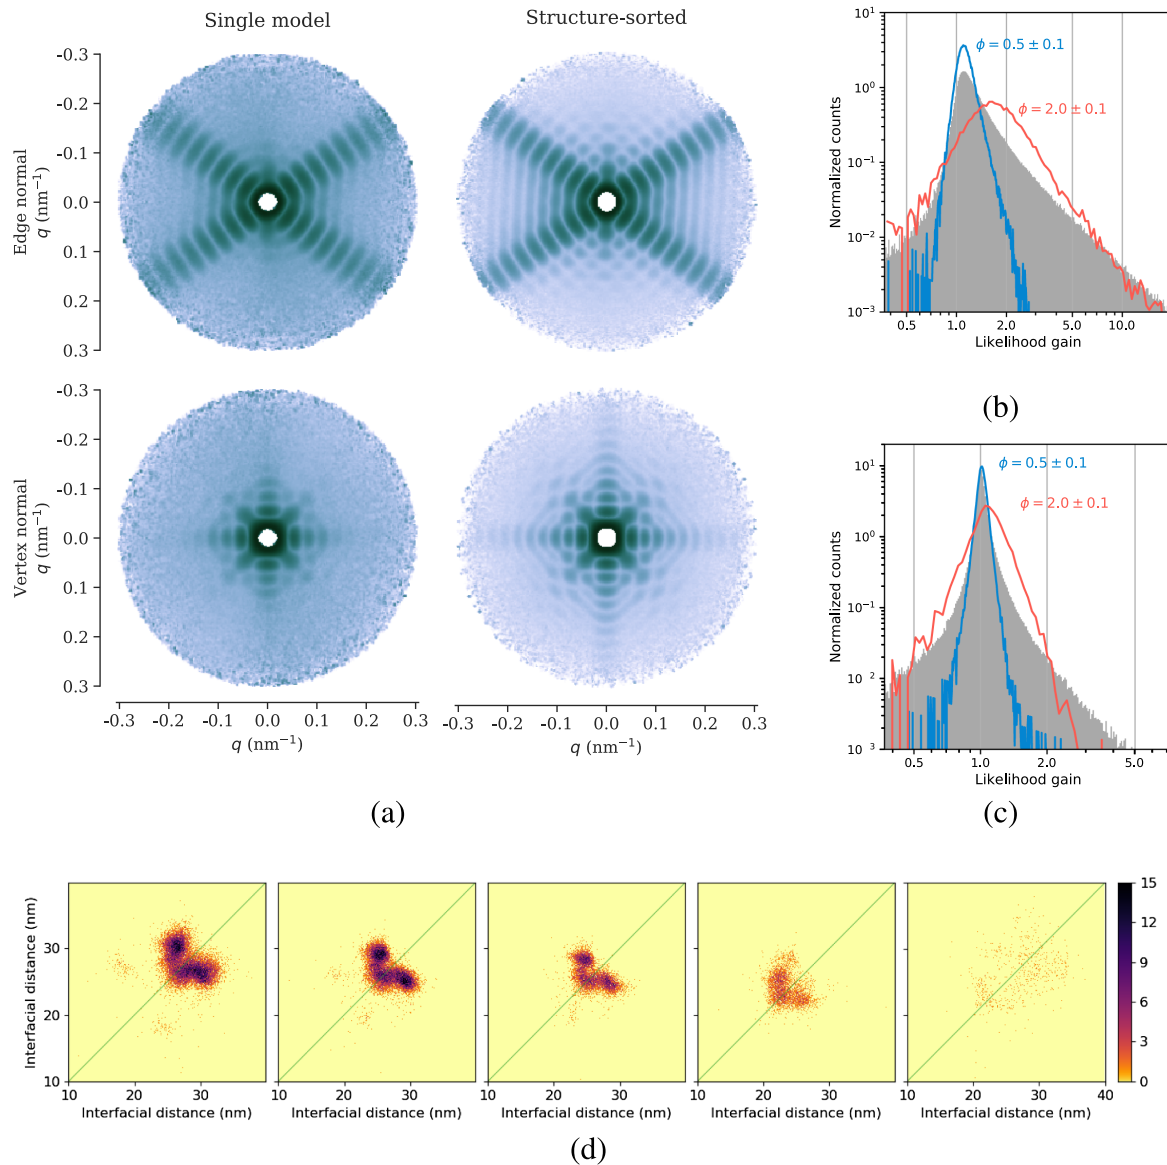 Single model
Structure-sorted
-0.3
-0.2
-0.1
0.0
0.1
0.2
0.3
Edge normal
q (nm⁻¹)
-0.3
-0.2
-0.1
0.0
0.1
0.2
0.3
Vertex normal
q (nm⁻¹)
-0.3 -0.2 -0.1 0.0 0.1 0.2 0.3
q (nm⁻¹)
-0.3 -0.2 -0.1 0.0 0.1 0.2 0.3
q (nm⁻¹)
(a)
10¹
10⁰
10⁻¹
10⁻²
10⁻³
Normalized counts
ϕ = 0.5 ± 0.1
ϕ = 2.0 ± 0.1
0.5 1.0 2.0 5.0 10.0
Likelihood gain
(b)
10¹
10⁰
10⁻¹
10⁻²
10⁻³
Normalized counts
ϕ = 0.5 ± 0.1
ϕ = 2.0 ± 0.1
0.5 1.0 2.0 5.0
Likelihood gain
(c)
Interfacial distance (nm)
30
20
10
10 20 30
Interfacial distance (nm)
10 20 30
Interfacial distance (nm)
10 20 30
Interfacial distance (nm)
10 20 30
Interfacial distance (nm)
10 20 30 40
Interfacial distance (nm)
15
12
9
6
3
0
(d)